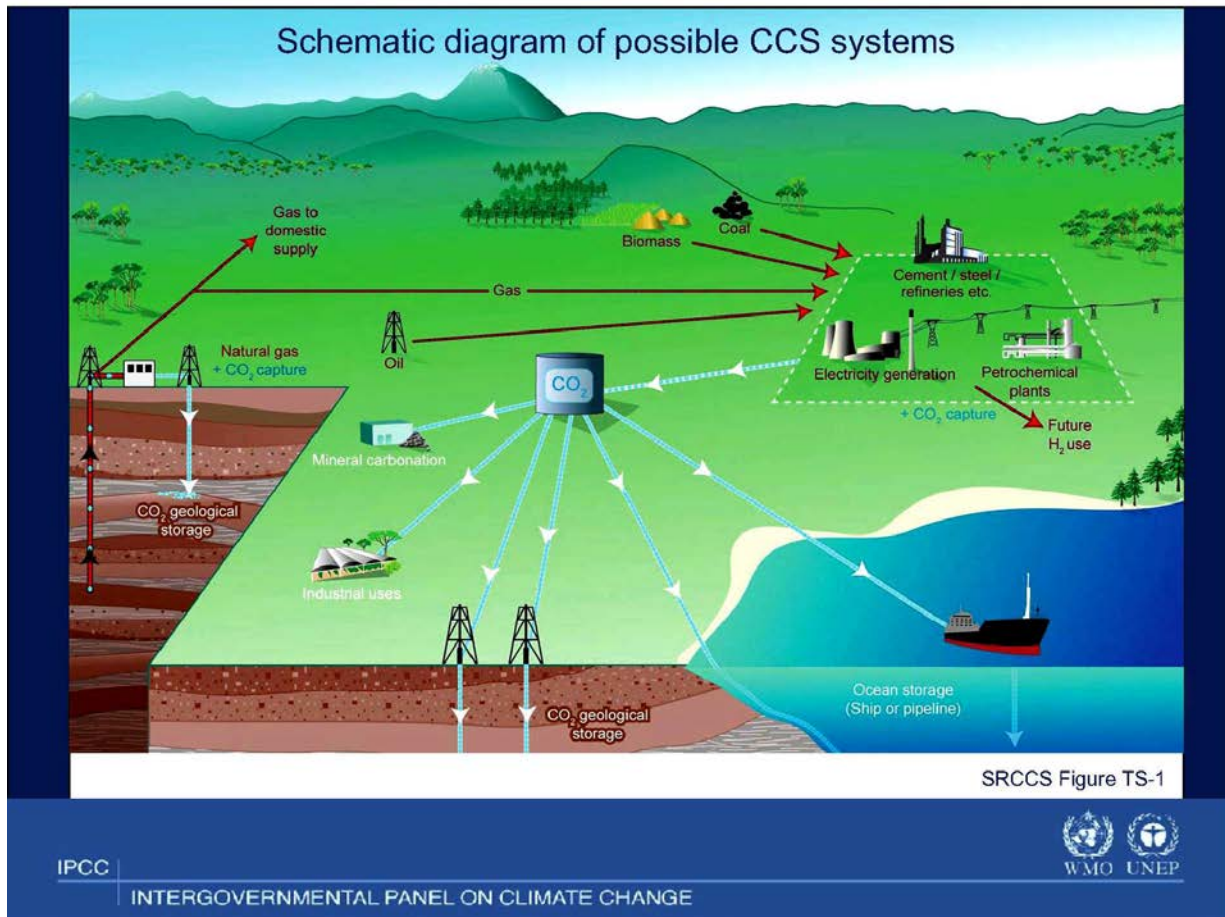 Schematic diagram of possible CCS systems
Gas to
domestic
supply
Biomass
Coal
Cement / steel /
refineries etc.
Gas
Oil
Natural gas
+ CO₂ capture
CO₂
Electricity generation
Petrochemical
plants
+ CO₂ capture
Future
H₂ use
Mineral carbonation
CO₂ geological
storage
Industrial uses
CO₂ geological
storage
Ocean storage
(Ship or pipeline)
SRCCS Figure TS-1
IPCC
INTERGOVERNMENTAL PANEL ON CLIMATE CHANGE
WMO UNEP